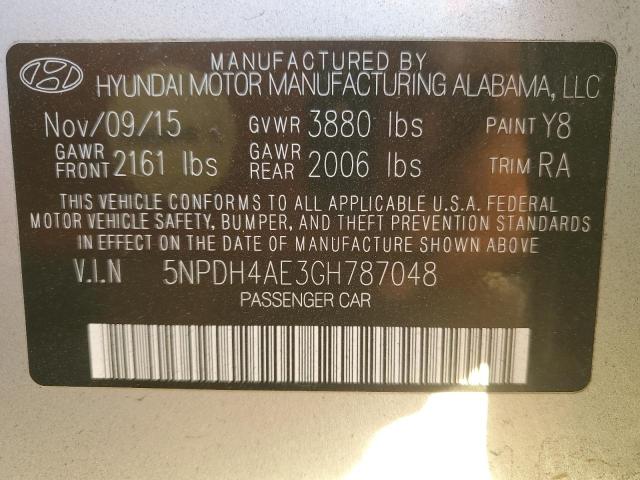 MANUFACTURED BY
HYUNDAI MOTOR MANUFACTURING ALABAMA, LLC
Nov/09/15 GVWR 3880 lbs PAINT Y8
GAWR FRONT 2161 lbs GAWR REAR 2006 lbs TRIM RA
THIS VEHICLE CONFORMS TO ALL APPLICABLE U.S.A. FEDERAL
MOTOR VEHICLE SAFETY, BUMPER, AND THEFT PREVENTION STANDARDS
IN EFFECT ON THE DATE OF MANUFACTURING SHOWN ABOVE
V.I.N 5NPDH4AE3GH787048
PASSENGER CAR